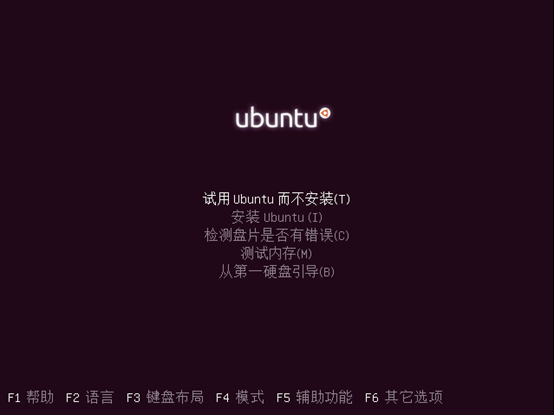 ubuntu
试用 Ubuntu 而不安装(T)
安装 Ubuntu (I)
检测盘片是否有错误(C)
测试内存(M)
从第一硬盘引导(B)
F1 帮助 F2 语言 F3 键盘布局 F4 模式 F5 辅助功能 F6 其它选项